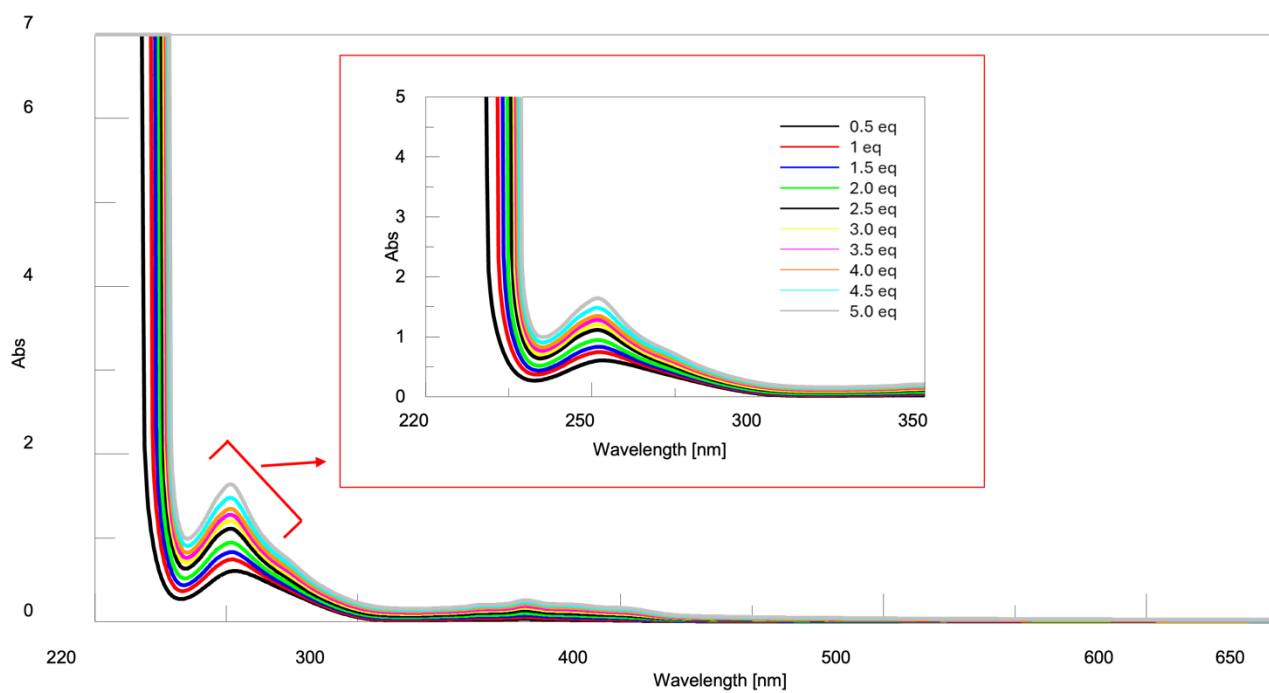 7
6
4
2
0
Abs
220
300
400
500
600
650
Wavelength [nm]
5
4
3
2
1
0
Abs
220
250
300
350
Wavelength [nm]
0.5 eq
1 eq
1.5 eq
2.0 eq
2.5 eq
3.0 eq
3.5 eq
4.0 eq
4.5 eq
5.0 eq